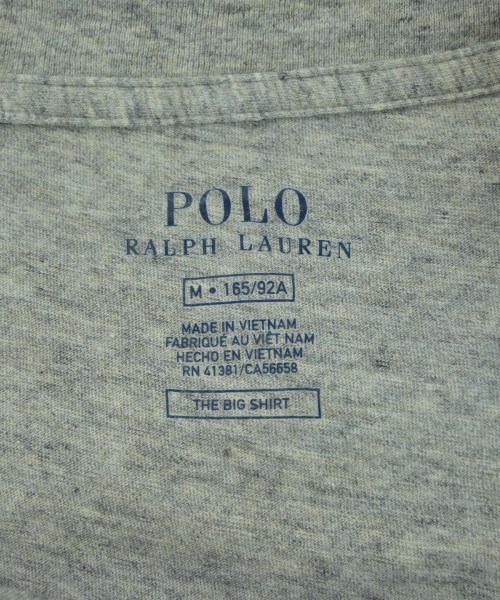 POLO
RALPH LAUREN
M • 165/92A
MADE IN VIETNAM
FABRIQUÉ AU VIÊT NAM
HECHO EN VIETNAM
RN 41381/CA56658
THE BIG SHIRT